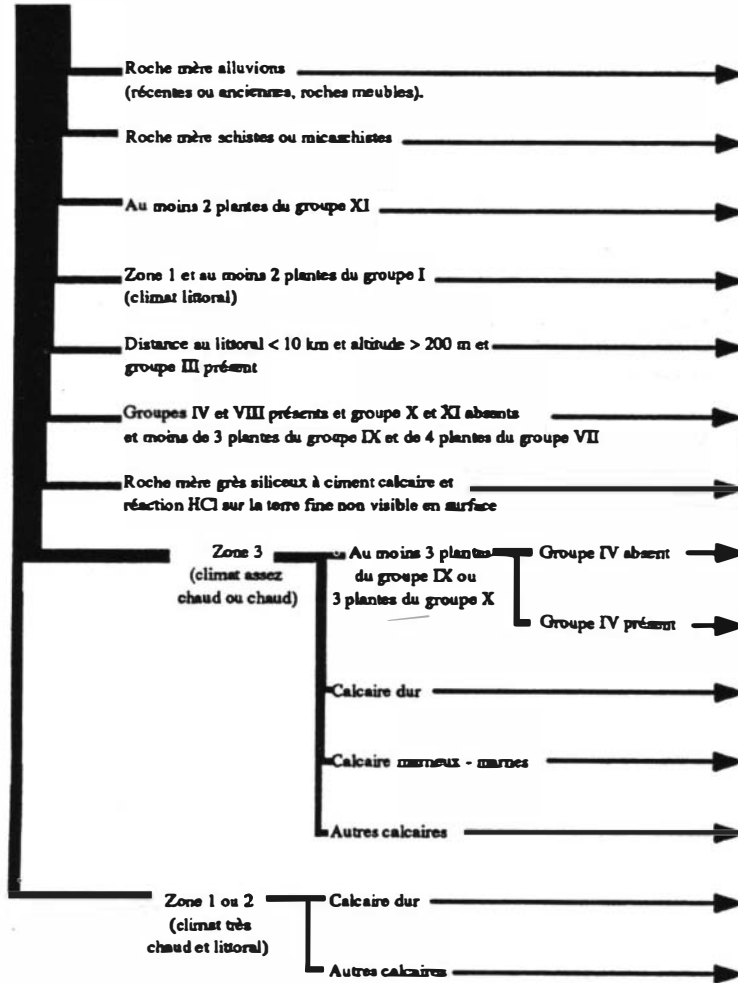 Roche mère alluvions
(récentes ou anciennes, roches meubles).
Roche mère schistes ou micaschistes
Au moins 2 plantes du groupe XI
Zone 1 et au moins 2 plantes du groupe I
(climat littoral)
Distance au littoral < 10 km et altitude > 200 m et
groupe III présent
Groupes IV et VIII présents et groupe X et XI absents
et moins de 3 plantes du groupe IX et de 4 plantes du groupe VII
Roche mère grès siliceux à ciment calcaire et
réaction HCl sur la terre fine non visible en surface
Zone 3
(climat assez
chaud ou chaud)
Au moins 3 plantes
du groupe IX ou
3 plantes du groupe X
Groupe IV absent
Groupe IV présent
Calcaire dur
Calcaire marneux - marnes
Autres calcaires
Zone 1 ou 2
(climat très
chaud et littoral)
Calcaire dur
Autres calcaires